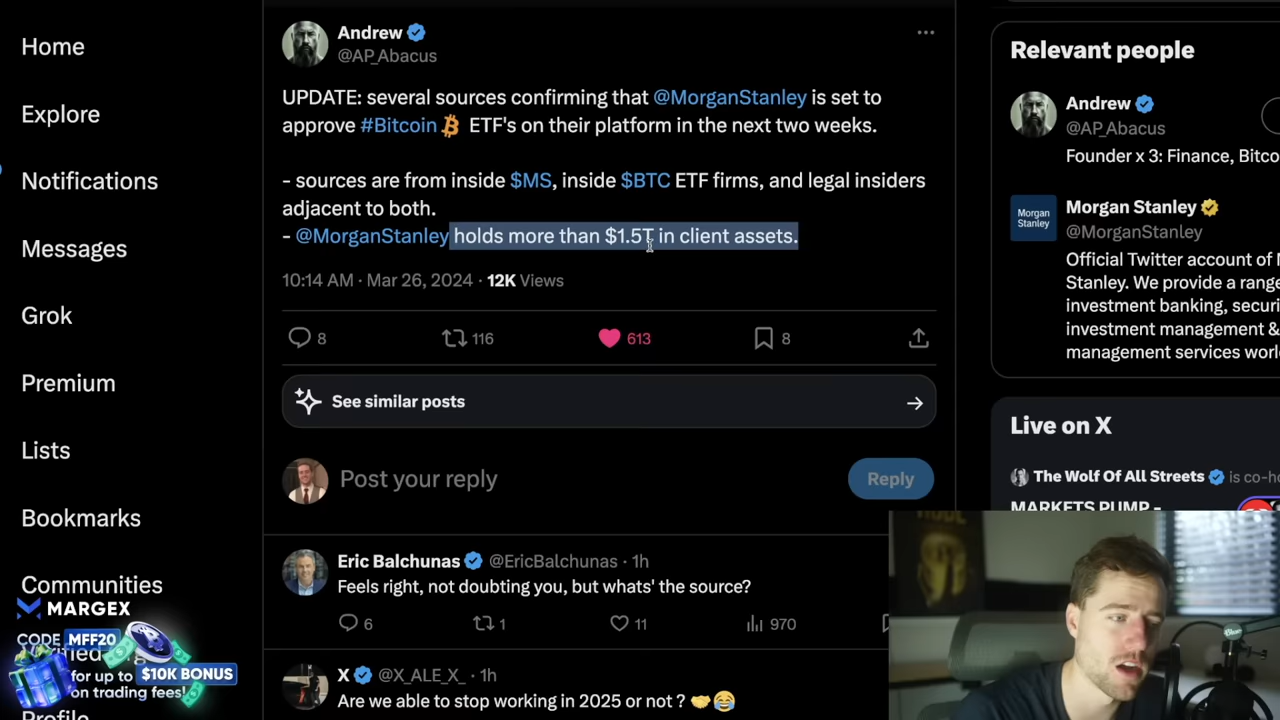 Home
Explore
Notifications
Messages
Grok
Premium
Lists
Bookmarks
Communities
Profile
MARGEX
CODE MFF20
for up to $10K BONUS
on trading fees!
Andrew
@AP_Abacus
UPDATE: several sources confirming that @MorganStanley is set to
approve #Bitcoin ETF's on their platform in the next two weeks.
- sources are from inside $MS, inside $BTC ETF firms, and legal insiders
adjacent to both.
- @MorganStanley holds more than $1.5T in client assets.
10:14 AM · Mar 26, 2024 · 12K Views
8 116 613 8
See similar posts
Post your reply
Reply
Eric Balchunas @EricBalchunas · 1h
Feels right, not doubting you, but whats' the source?
6 1 11 970
X @X_ALE_X_ · 1h
Are we able to stop working in 2025 or not ? 🤝😂
Relevant people
Andrew
@AP_Abacus
Founder x 3: Finance, Bitco
Morgan Stanley
Morgan Stanley
@MorganStanley
Official Twitter account of
Stanley. We provide a range
investment banking, securi
investment management &
management services worl
Live on X
The Wolf Of All Streets is co-ho
MARKETS PUMP -